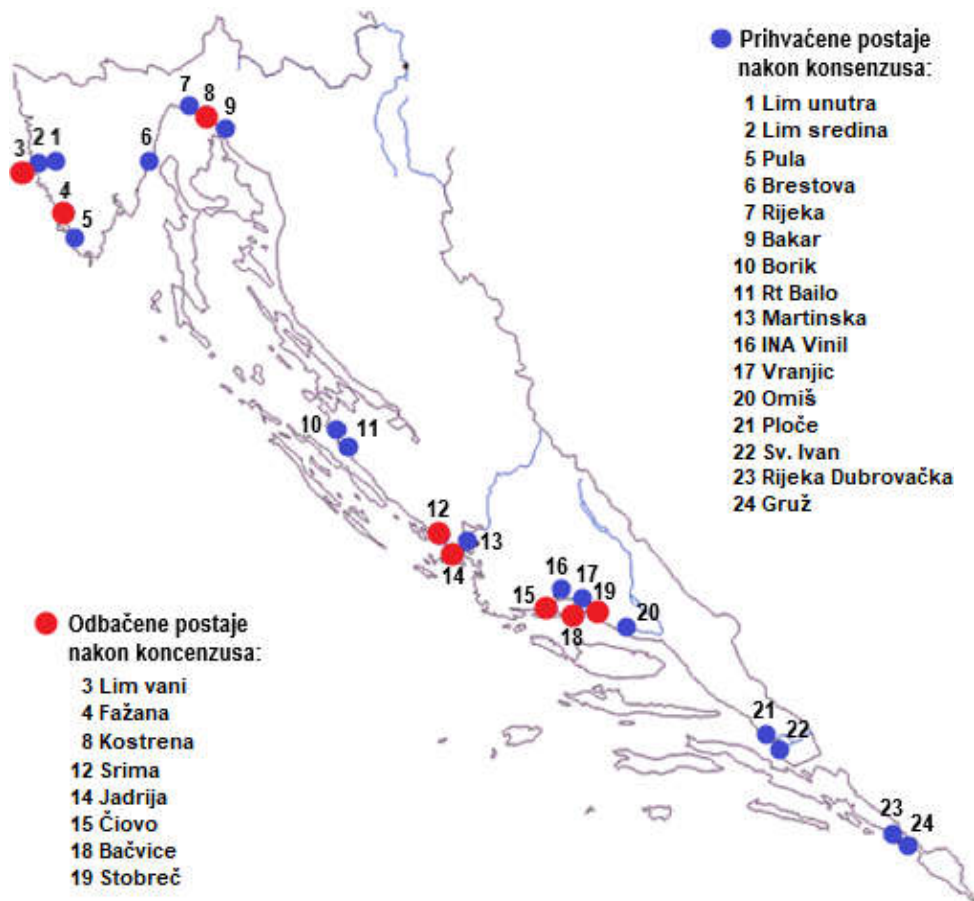 Prihvaćene postaje
nakon konsenzusa:
1 Lim unutra
2 Lim sredina
5 Pula
6 Brestova
7 Rijeka
9 Bakar
10 Borik
11 Rt Bailo
13 Martinska
16 INA Vinil
17 Vranjic
20 Omiš
21 Ploče
22 Sv. Ivan
23 Rijeka Dubrovačka
24 Gruž
7
8
9
3 2 1
6
4
5
10 11
12
13
14
16 17
15 19
18
20
21
22
23
24
Odbačene postaje
nakon koncenzusa:
3 Lim vani
4 Fažana
8 Kostrena
12 Srima
14 Jadrija
15 Čiovo
18 Bačvice
19 Stobreč